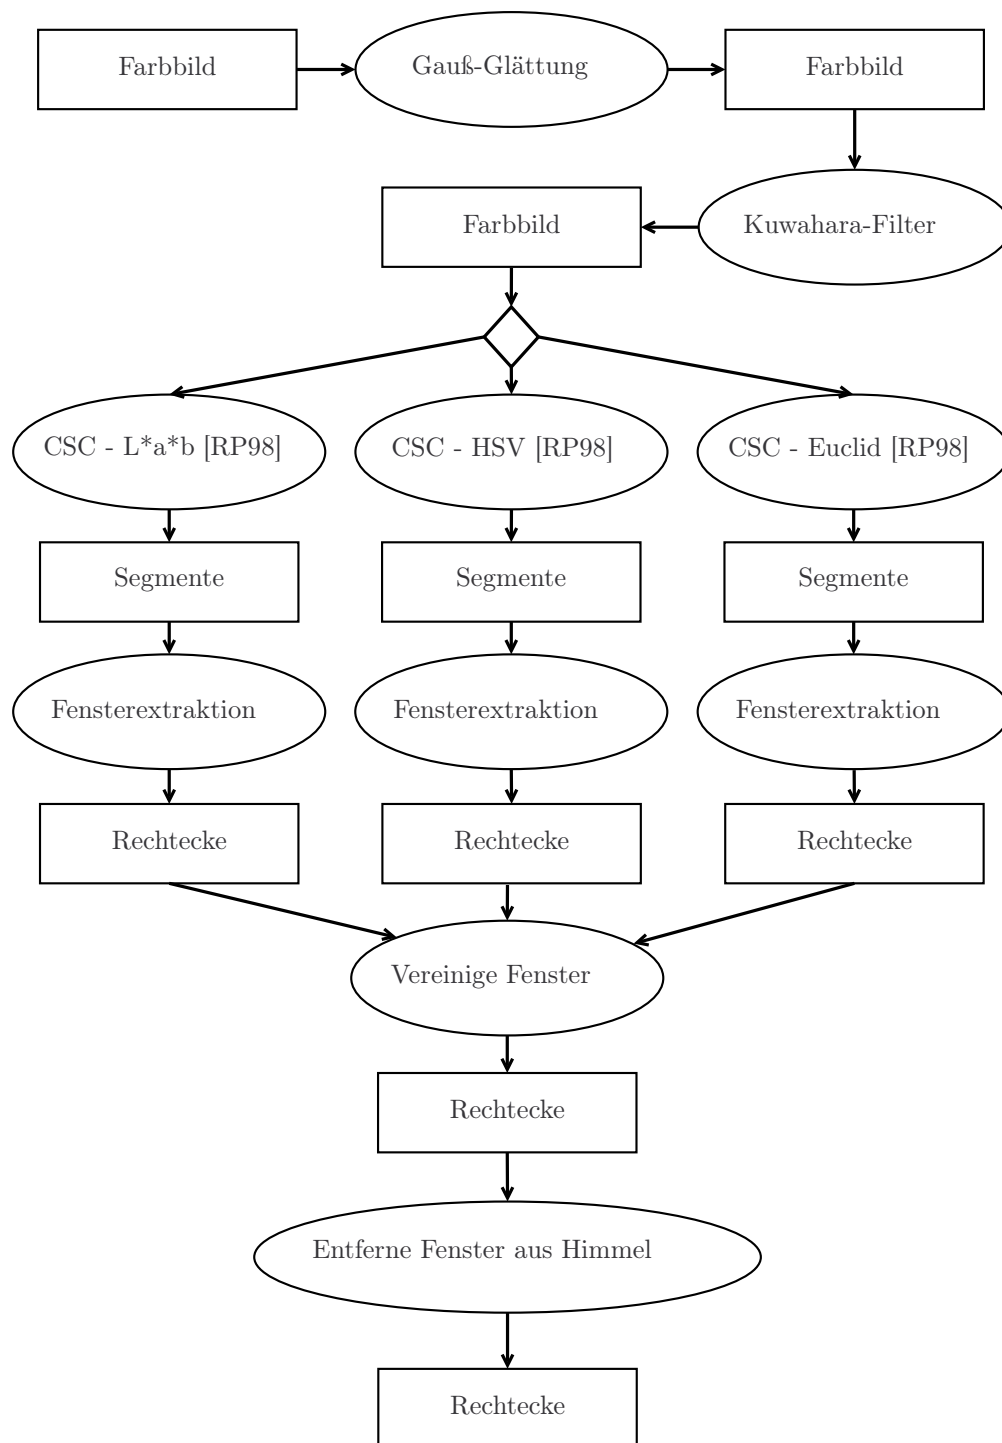 Farbbild
Gauß-Glättung
Farbbild
Farbbild
Kuwahara-Filter
CSC - L*a*b [RP98]
CSC - HSV [RP98]
CSC - Euclid [RP98]
Segmente
Segmente
Segmente
Fensterextraktion
Fensterextraktion
Fensterextraktion
Rechtecke
Rechtecke
Rechtecke
Vereinige Fenster
Rechtecke
Entferne Fenster aus Himmel
Rechtecke